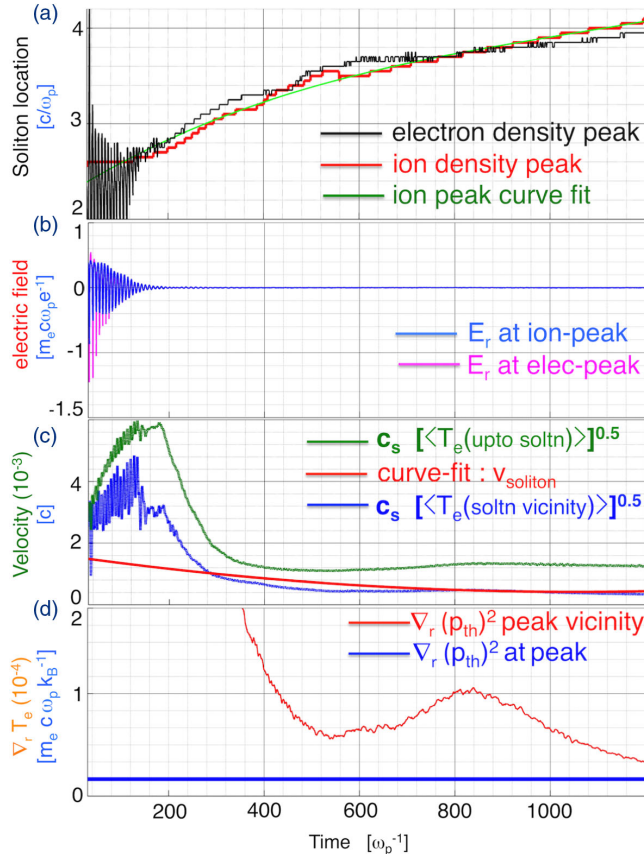 (a)
4
3
2
Soliton location
[c/ωp]
electron density peak
ion density peak
ion peak curve fit
(b)
1
0
-1
-1.5
electric field
[mecωpe-1]
Er at ion-peak
Er at elec-peak
(c)
4
2
0
Velocity (10-3)
[c]
cs [<Te(upto soltn)>]0.5
curve-fit : vsoliton
cs [<Te(soltn vicinity)>]0.5
(d)
2
1
0
∇r Te (10-4)
[me c ωp kB-1]
∇r (pth)2 peak vicinity
∇r (pth)2 at peak
200 400 600 800 1000
Time [ωp-1]